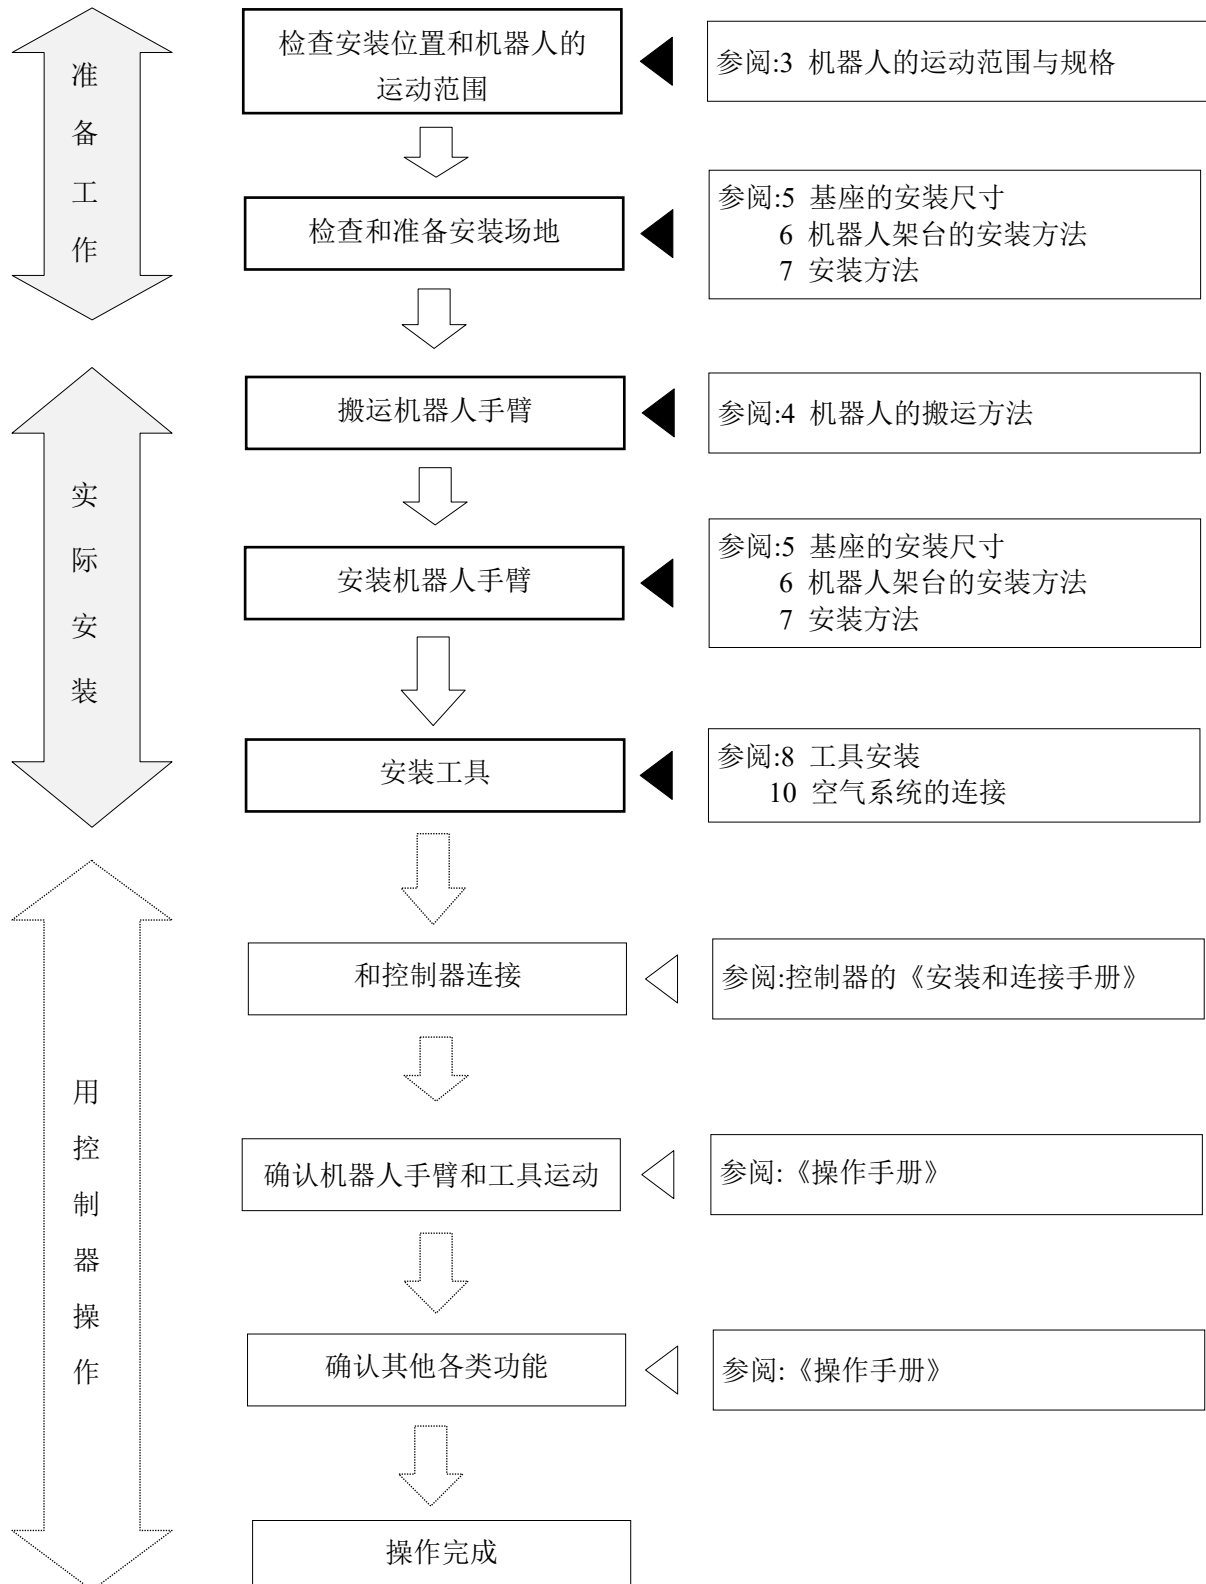 准备工作
检查安装位置和机器人的
运动范围
参阅:3 机器人的运动范围与规格
检查和准备安装场地
参阅:5 基座的安装尺寸
6 机器人架台的安装方法
7 安装方法
实际安装
搬运机器人手臂
参阅:4 机器人的搬运方法
安装机器人手臂
参阅:5 基座的安装尺寸
6 机器人架台的安装方法
7 安装方法
安装工具
参阅:8 工具安装
10 空气系统的连接
用控制器操作
和控制器连接
参阅:控制器的《安装和连接手册》
确认机器人手臂和工具运动
参阅:《操作手册》
确认其他各类功能
参阅:《操作手册》
操作完成